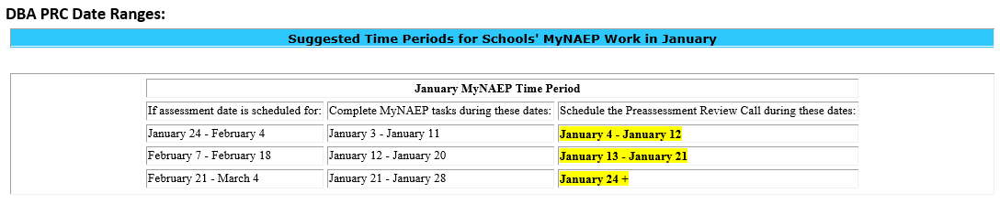 DBA PRC Date Ranges:
Suggested Time Periods for Schools' MyNAEP Work in January
January MyNAEP Time Period
If assessment date is scheduled for: Complete MyNAEP tasks during these dates: Schedule the Preassessment Review Call during these dates:
January 24 - February 4 January 3 - January 11 January 4 - January 12
February 7 - February 18 January 12 - January 20 January 13 - January 21
February 21 - March 4 January 21 - January 28 January 24 +